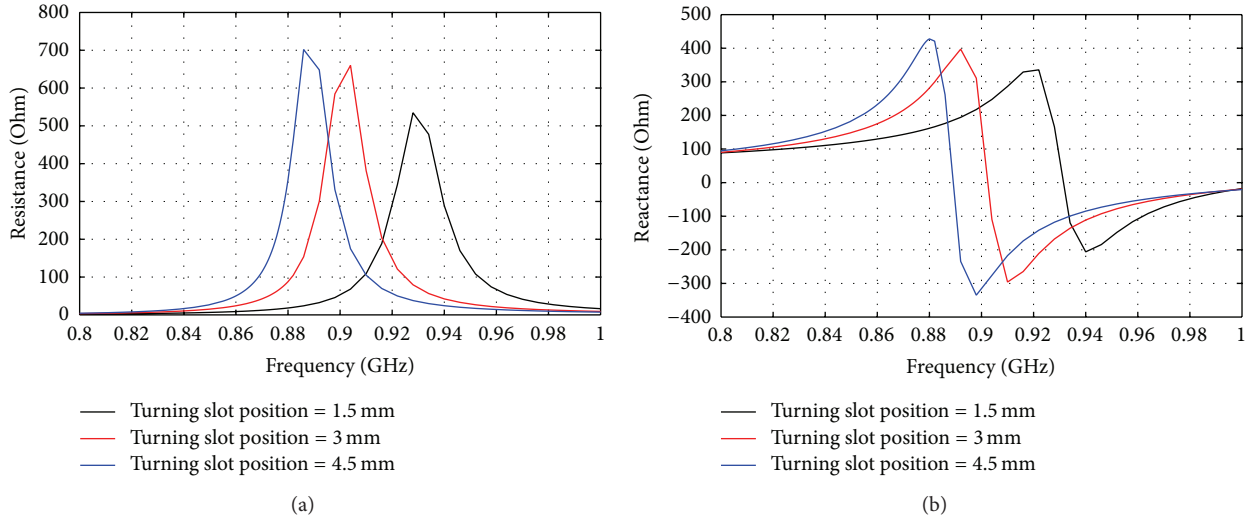 800
700
600
500
400
300
200
100
0
Resistance (Ohm)
0.8 0.82 0.84 0.86 0.88 0.9 0.92 0.94 0.96 0.98 1
Frequency (GHz)
Turning slot position = 1.5 mm
Turning slot position = 3 mm
Turning slot position = 4.5 mm
(a)
500
400
300
200
100
0
−100
−200
−300
−400
Reactance (Ohm)
0.8 0.82 0.84 0.86 0.88 0.9 0.92 0.94 0.96 0.98 1
Frequency (GHz)
Turning slot position = 1.5 mm
Turning slot position = 3 mm
Turning slot position = 4.5 mm
(b)